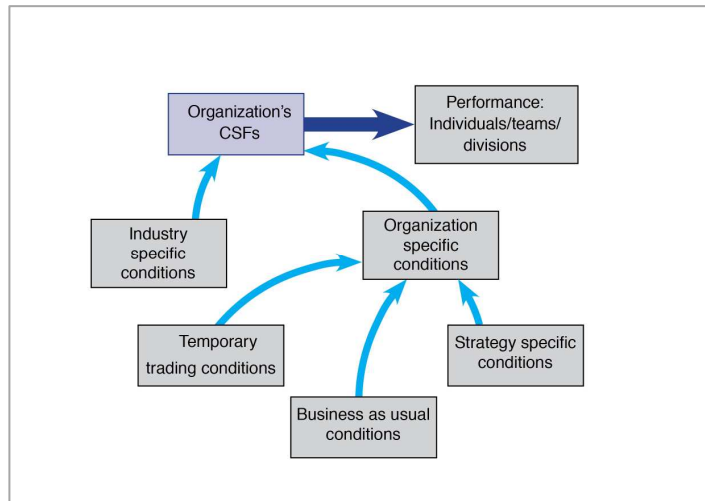 Organization's
CSFs
Performance:
Individuals/teams/
divisions
Industry
specific
conditions
Organization
specific
conditions
Temporary
trading conditions
Strategy specific
conditions
Business as usual
conditions